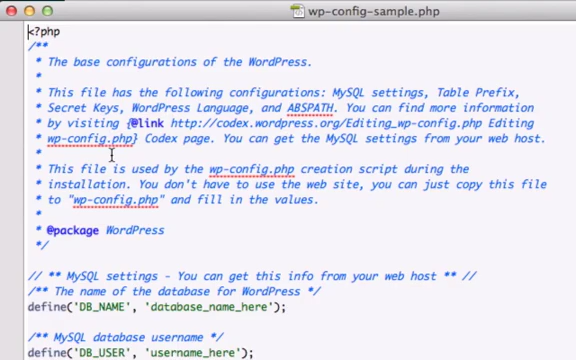 wp-config-sample.php
<?php
/**
* The base configurations of the WordPress.
*
* This file has the following configurations: MySQL settings, Table Prefix,
* Secret Keys, WordPress Language, and ABSPATH. You can find more information
* by visiting {@link http://codex.wordpress.org/Editing_wp-config.php Editing
* wp-config.php} Codex page. You can get the MySQL settings from your web host.
*
* This file is used by the wp-config.php creation script during the
* installation. You don't have to use the web site, you can just copy this file
* to "wp-config.php" and fill in the values.
*
* @package WordPress
*/
// ** MySQL settings - You can get this info from your web host ** //
/** The name of the database for WordPress */
define('DB_NAME', 'database_name_here');
/** MySQL database username */
define('DB_USER', 'username_here');